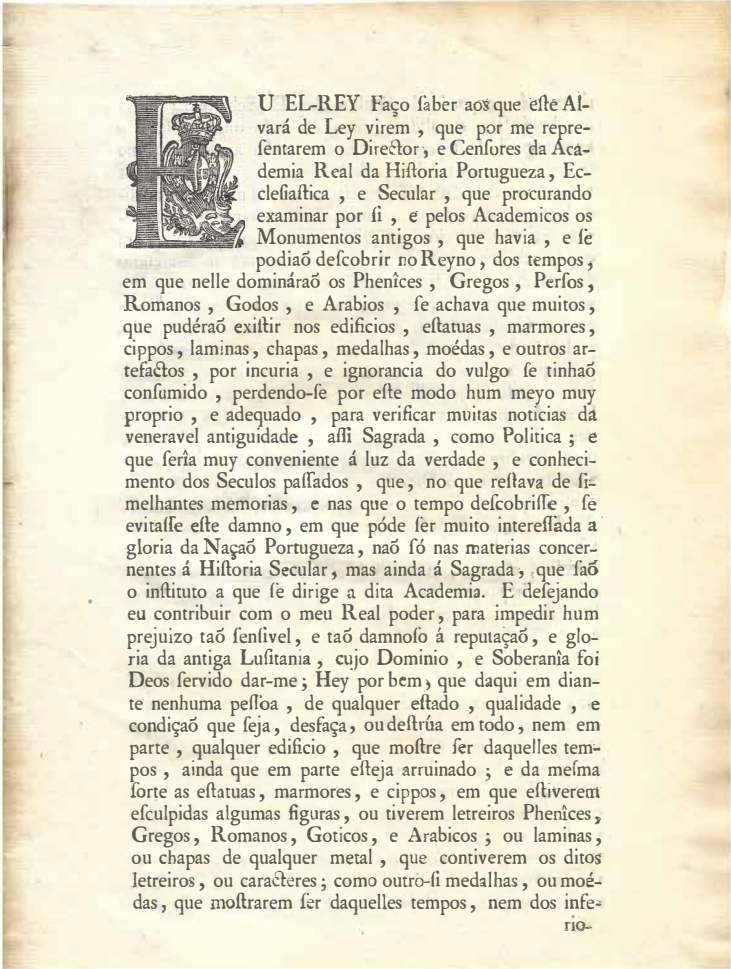 EU EL-REY Faço ſaber aos que eſte Al-
vará de Ley virem , que por me repre-
ſentarem o Director , e Cenſores da Aca-
demia Real da Hiſtoria Portugueza , Ec-
cleſiaſtica , e Secular , que procurando
examinar por ſi , e pelos Academicos os
Monumentos antigos , que havia , e ſe
podiaõ deſcobrir no Reyno , dos tempos ,
em que nelle domináraõ os Phenîces , Gregos , Perſos ,
Romanos , Godos , e Arabios , ſe achava que muitos ,
que pudéraõ exiſtir nos edificios , eſtatuas , marmores ,
cippos , laminas , chapas , medalhas , moédas , e outros ar-
tefactos , por incuria , e ignorancia do vulgo ſe tinhaõ
conſumido , perdendo-ſe por eſte modo hum meyo muy
proprio , e adequado , para verificar muitas noticias da
veneravel antiguidade , aſſi Sagrada , como Politica ; e
que ſerîa muy conveniente á luz da verdade , e conheci-
mento dos Seculos paſſados , que , no que reſtava de ſi-
melhantes memorias , e nas que o tempo deſcobriſſe , ſe
evitaſſe eſte damno , em que póde ſer muito intereſſada a
gloria da Naçaõ Portugueza , naõ ſó nas materias concer-
nentes á Hiſtoria Secular , mas ainda á Sagrada , que ſaõ
o inſtituto a que ſe dirige a dita Academia. E deſejando
eu contribuir com o meu Real poder , para impedir hum
prejuizo taõ ſenſivel , e taõ damnoſo á reputaçaõ , e glo-
ria da antiga Luſitania , cujo Dominio , e Soberanîa foi
Deos ſervido dar-me ; Hey por bem , que daqui em dian-
te nenhuma peſſoa , de qualquer eſtado , qualidade , e
condiçaõ que ſeja , desfaça , ou deſtrúa em todo , nem em
parte , qualquer edificio , que moſtre ſer daquelles tem-
pos , ainda que em parte eſteja arruinado ; e da meſma
ſorte as eſtatuas , marmores , e cippos , em que eſtiverem
eſculpidas algumas figuras , ou tiverem letreiros Phenîces ,
Gregos , Romanos , Goticos , e Arabicos ; ou laminas ,
ou chapas de qualquer metal , que contiverem os ditos
letreiros , ou caracteres ; como outro-ſi medalhas , ou moé-
das , que moſtrarem ſer daquelles tempos , nem dos infe-
rio-